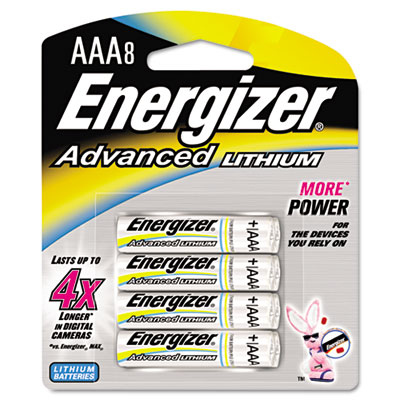 AAA8
Energizer®
Advanced LITHIUM
MORE*
POWER
FOR
THE DEVICES
YOU RELY ON
LASTS UP TO
4X
LONGER*
IN DIGITAL
CAMERAS
*vs. Energizer® MAX®
LITHIUM
BATTERIES
Energizer
Advanced LITHIUM
+/AAA
Energizer
Advanced LITHIUM
+/AAA
Energizer
Advanced LITHIUM
+/AAA
Energizer
Advanced LITHIUM
+/AAA
Energizer
TM